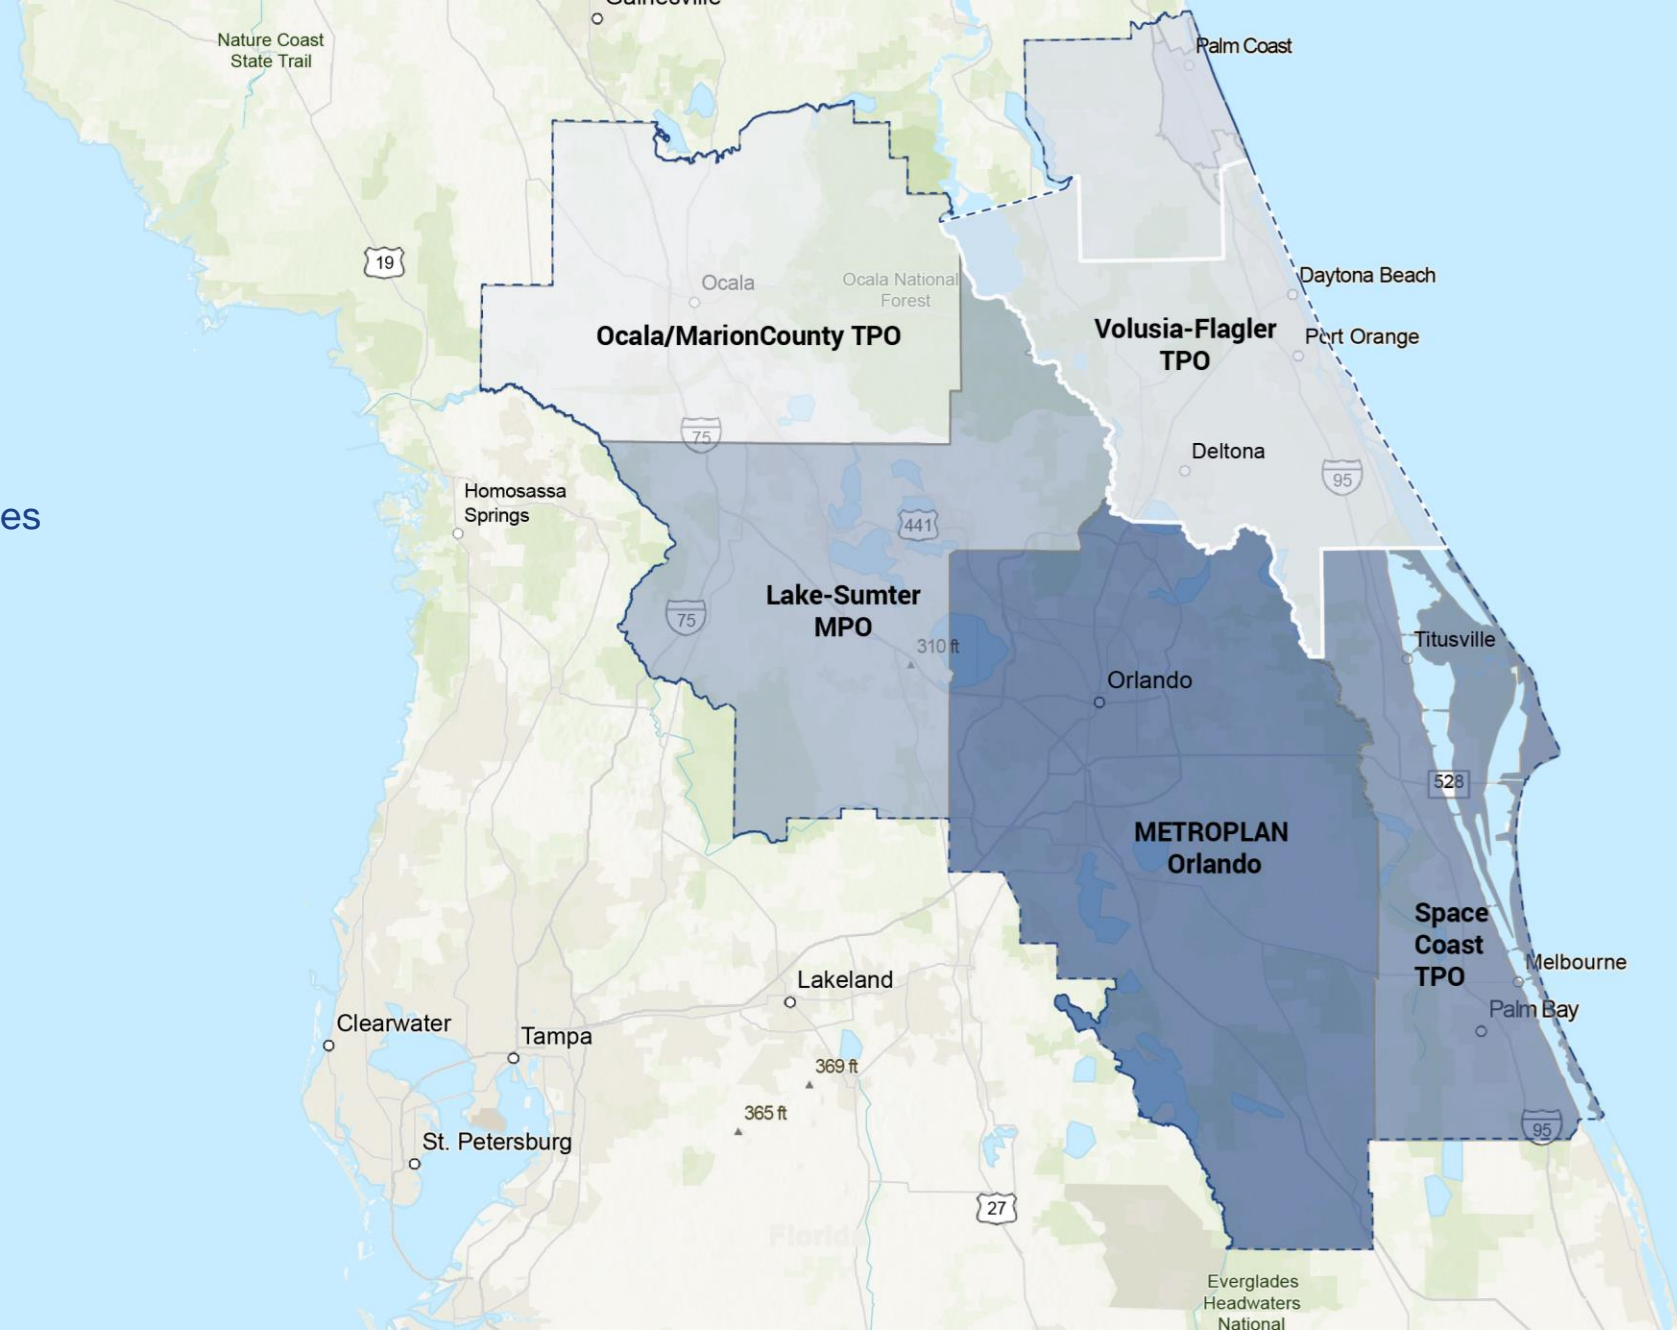 Gainesville
Nature Coast
State Trail
Palm Coast
19
Ocala
Ocala National
Forest
Daytona Beach
Ocala/MarionCounty TPO
Volusia-Flagler
TPO
Port Orange
75
Deltona
95
Homosassa
Springs
es
441
Lake-Sumter
MPO
75
310 ft
Titusville
Orlando
528
METROPLAN
Orlando
Space
Coast
TPO
Melbourne
Lakeland
Palm Bay
Clearwater
Tampa
369 ft
365 ft
95
St. Petersburg
27
Florida
Everglades
Headwaters
National